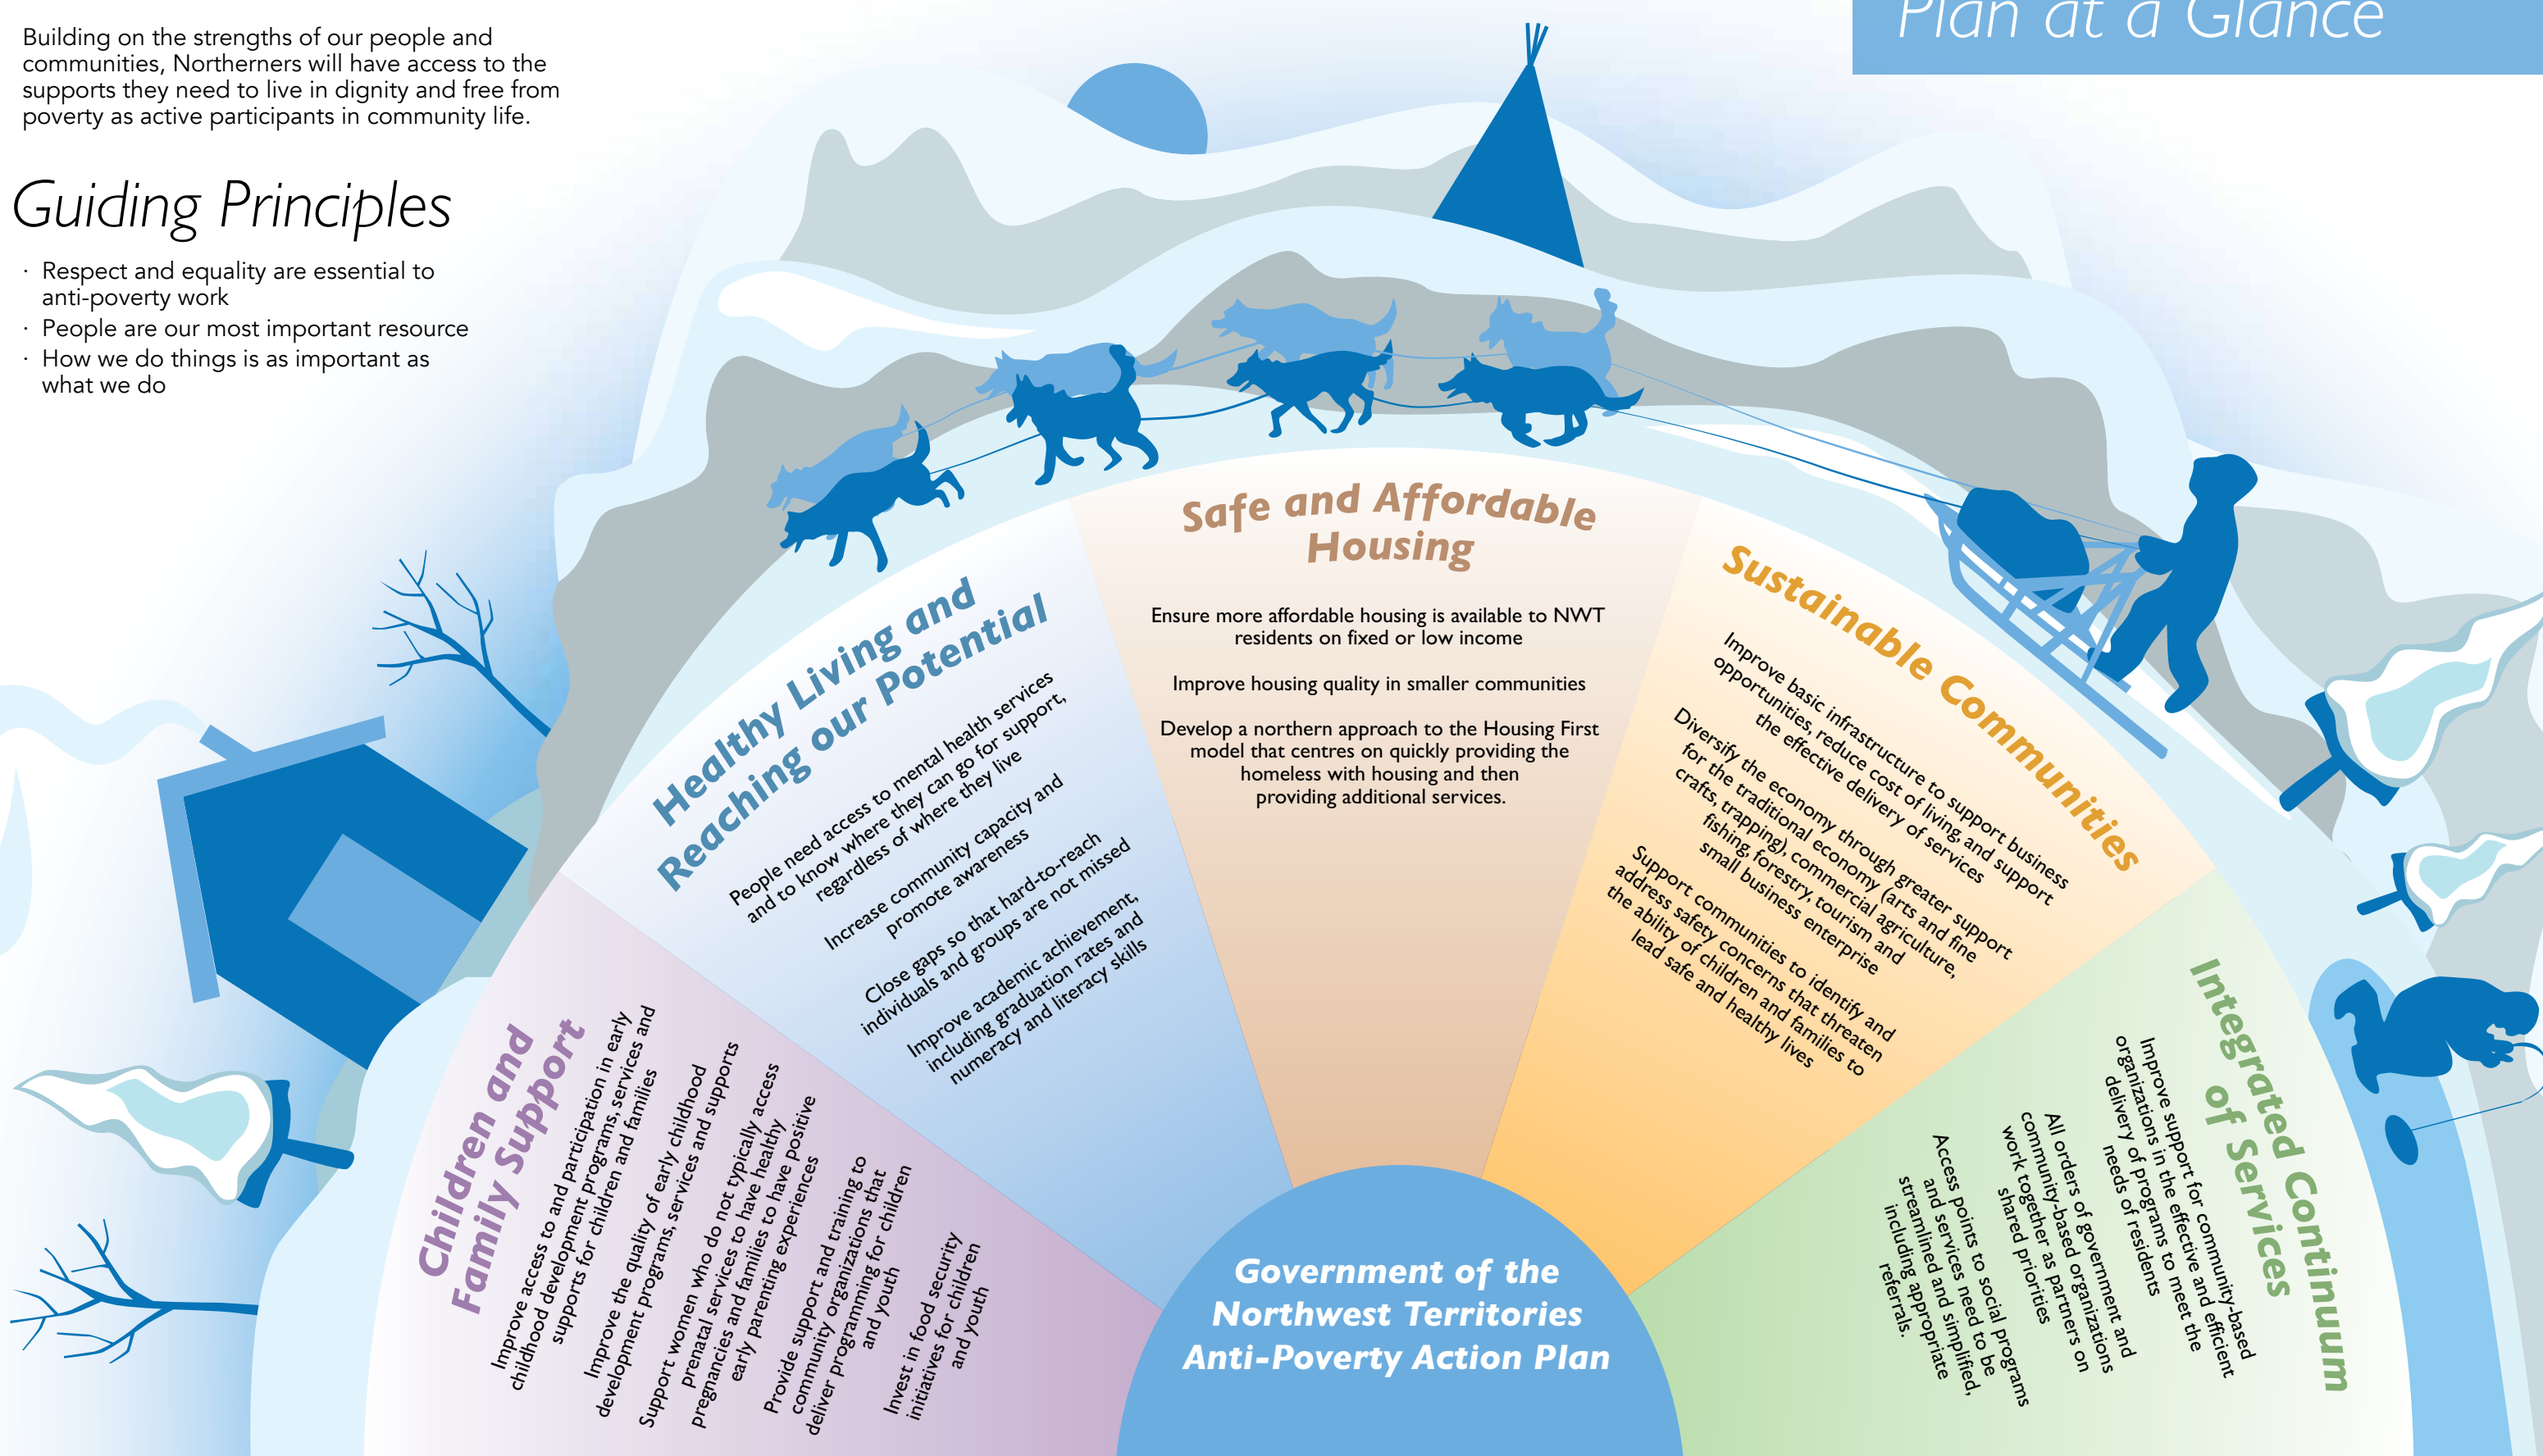 Plan at a Glance
Building on the strengths of our people and
communities, Northerners will have access to the
supports they need to live in dignity and free from
poverty as active participants in community life.
Guiding Principles
· Respect and equality are essential to
anti-poverty work
· People are our most important resource
· How we do things is as important as
what we do
Children and
Family Support
Improve access to and participation in early
childhood development programs, services and
supports for children and families
Improve the quality of early childhood
development programs, services and supports
Support women who do not typically access
prenatal services to have healthy
pregnancies and families to have positive
early parenting experiences
Provide support and training to
community organizations that
deliver programming for children
and youth
Invest in food security
initiatives for children
and youth
Healthy Living and
Reaching our Potential
People need access to mental health services
and to know where they can go for support,
regardless of where they live
Increase community capacity and
promote awareness
Close gaps so that hard-to-reach
individuals and groups are not missed
Improve academic achievement,
including graduation rates and
numeracy and literacy skills
Safe and Affordable
Housing
Ensure more affordable housing is available to NWT
residents on fixed or low income
Improve housing quality in smaller communities
Develop a northern approach to the Housing First
model that centres on quickly providing the
homeless with housing and then
providing additional services.
Sustainable Communities
Improve basic infrastructure to support business
opportunities, reduce cost of living, and support
the effective delivery of services
Diversify the economy through greater support
for the traditional economy (arts and fine
crafts, trapping), commercial agriculture,
fishing, forestry, tourism and
small business enterprise
Support communities to identify and
address safety concerns that threaten
the ability of children and families to
lead safe and healthy lives
Integrated Continuum
of Services
Improve support for community-based
organizations in the effective and efficient
delivery of programs to meet the
needs of residents
All orders of government and
community-based organizations
work together as partners on
shared priorities
Access points to social programs
and services need to be
streamlined and simplified,
including appropriate
referrals.
Government of the
Northwest Territories
Anti-Poverty Action Plan